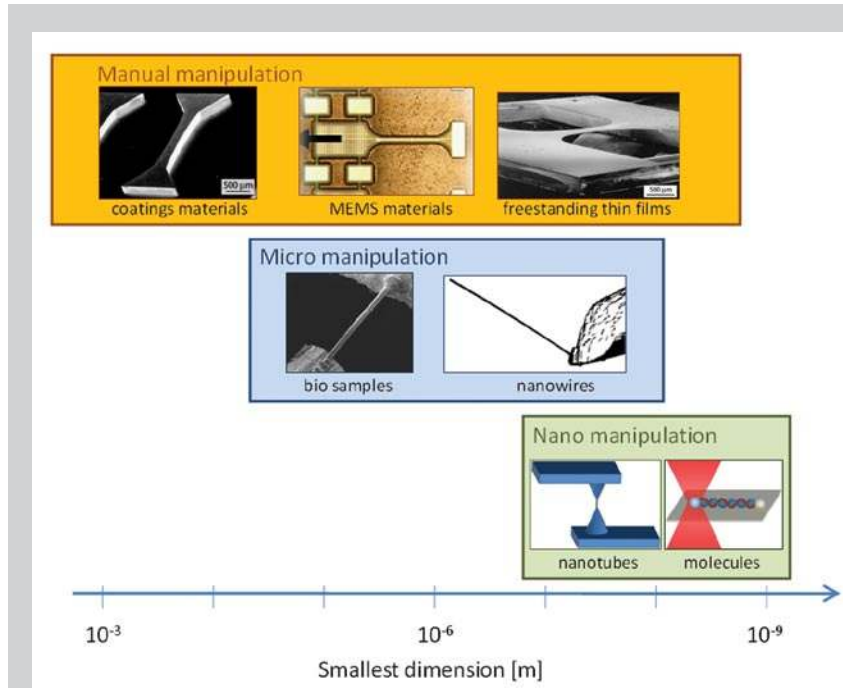 Manual manipulation
500 µm
500 µm
coatings materials
MEMS materials
freestanding thin films
Micro manipulation
bio samples
nanowires
Nano manipulation
nanotubes
molecules
10-3
10-6
10-9
Smallest dimension [m]